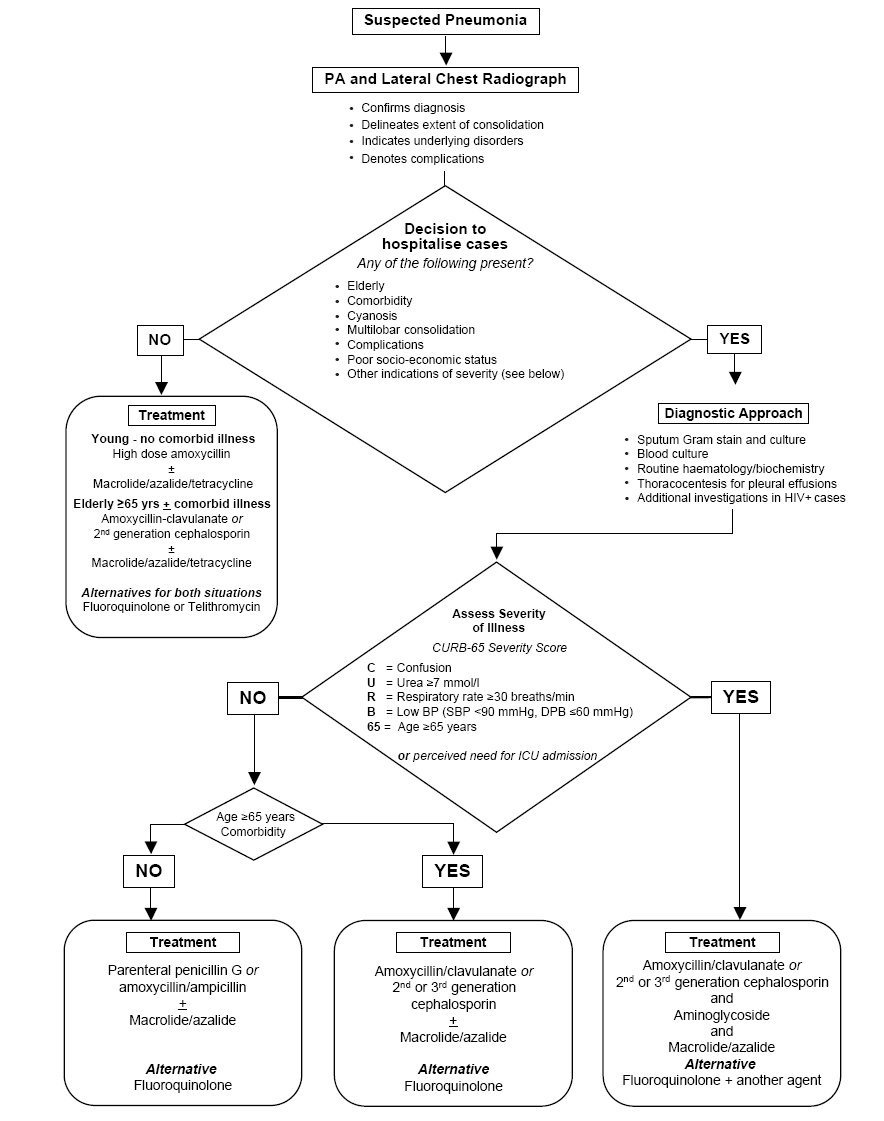 Suspected Pneumonia
PA and Lateral Chest Radiograph
• Confirms diagnosis
• Delineates extent of consolidation
• Indicates underlying disorders
• Denotes complications
Decision to
hospitalise cases
Any of the following present?
• Elderly
• Comorbidity
• Cyanosis
• Multilobar consolidation
• Complications
• Poor socio-economic status
• Other indications of severity (see below)
NO
YES
Treatment
Young - no comorbid illness
High dose amoxycillin
±
Macrolide/azalide/tetracycline
Elderly ≥65 yrs ± comorbid illness
Amoxycillin-clavulanate or
2nd generation cephalosporin
±
Macrolide/azalide/tetracycline
Alternatives for both situations
Fluoroquinolone or Telithromycin
Diagnostic Approach
• Sputum Gram stain and culture
• Blood culture
• Routine haematology/biochemistry
• Thoracocentesis for pleural effusions
• Additional investigations in HIV+ cases
Assess Severity
of Illness
CURB-65 Severity Score
C = Confusion
U = Urea ≥7 mmol/l
R = Respiratory rate ≥30 breaths/min
B = Low BP (SBP <90 mmHg, DPB ≤60 mmHg)
65 = Age ≥65 years
or perceived need for ICU admission
NO
YES
Age ≥65 years
Comorbidity
NO
YES
Treatment
Parenteral penicillin G or
amoxycillin/ampicillin
±
Macrolide/azalide
Alternative
Fluoroquinolone
Treatment
Amoxycillin/clavulanate or
2nd or 3rd generation
cephalosporin
±
Macrolide/azalide
Alternative
Fluoroquinolone
Treatment
Amoxycillin/clavulanate or
2nd or 3rd generation cephalosporin
and
Aminoglycoside
and
Macrolide/azalide
Alternative
Fluoroquinolone + another agent